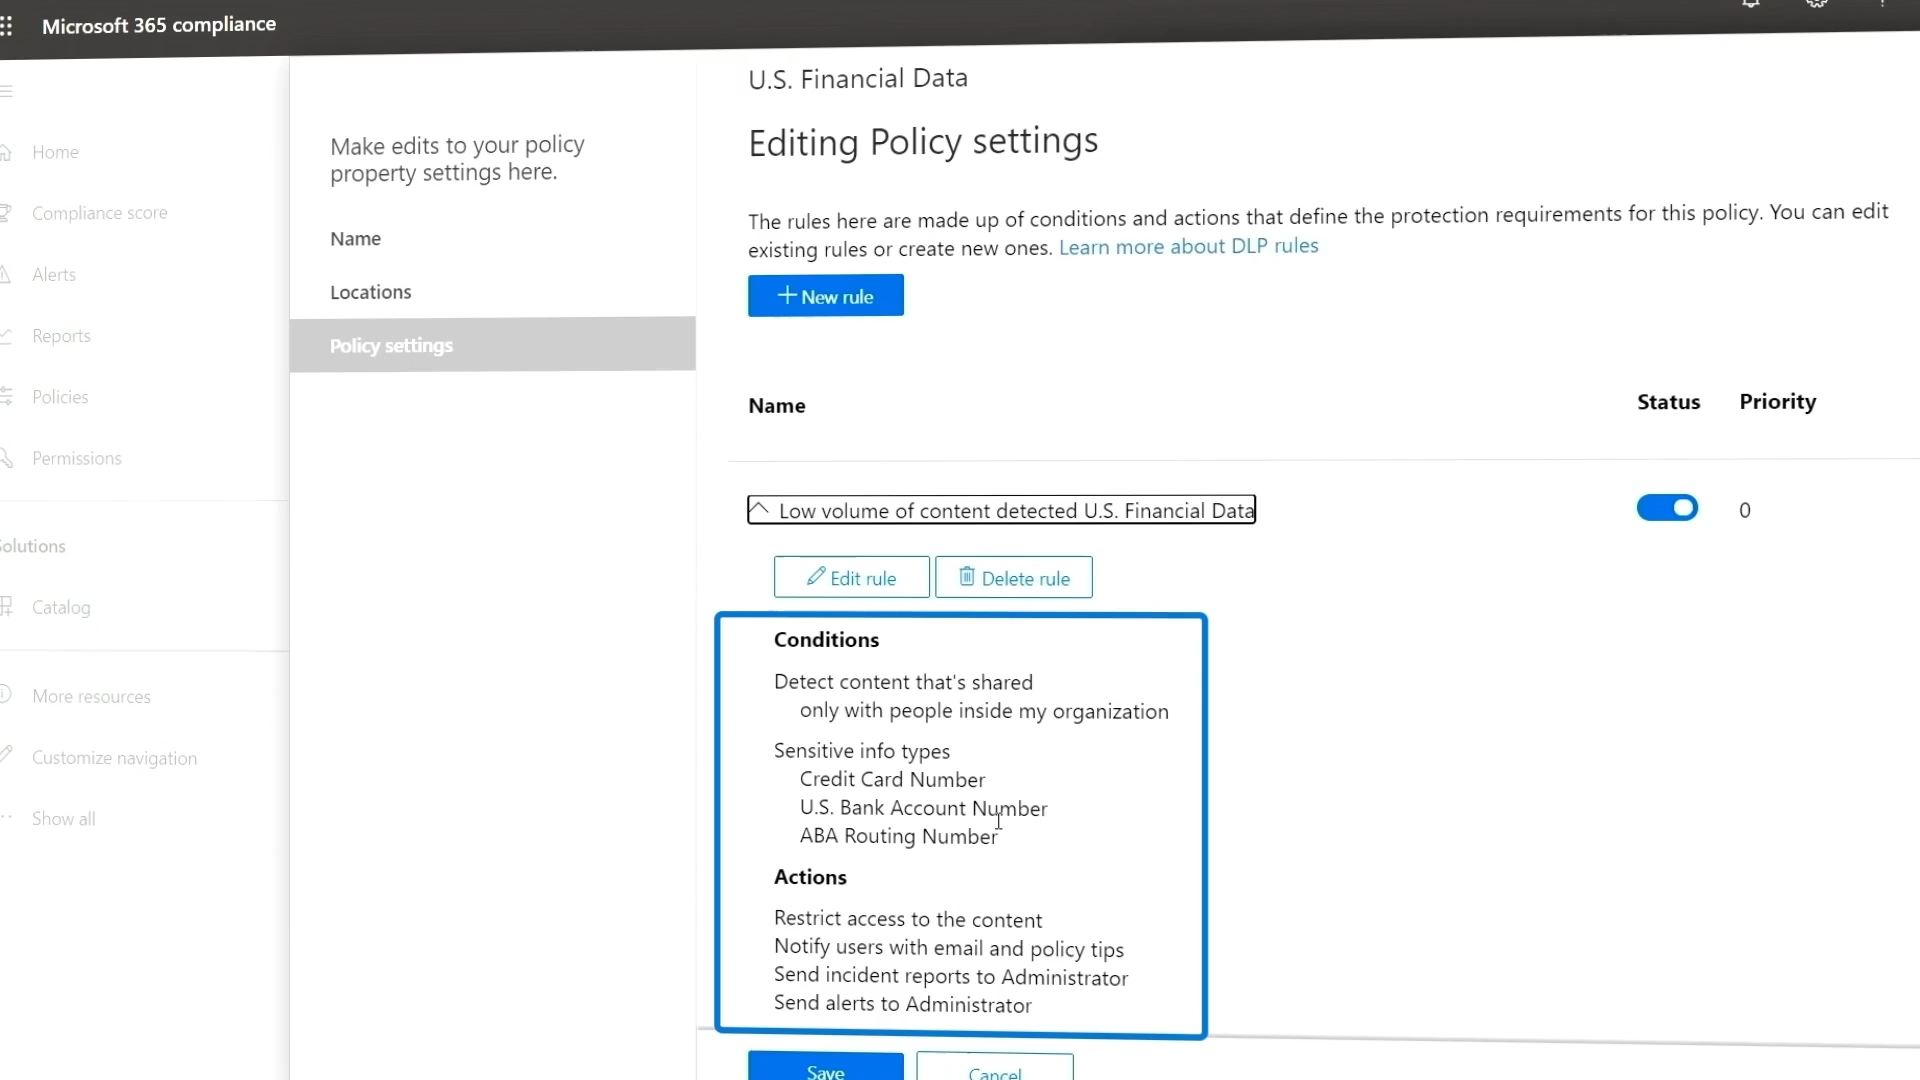 Microsoft 365 compliance
Home
Compliance score
Alerts
Reports
Policies
Permissions
Solutions
Catalog
More resources
Customize navigation
Show all
Make edits to your policy
property settings here.
Name
Locations
Policy settings
U.S. Financial Data
Editing Policy settings
The rules here are made up of conditions and actions that define the protection requirements for this policy. You can edit
existing rules or create new ones. Learn more about DLP rules
New rule
Name Status Priority
Low volume of content detected U.S. Financial Data 0
Edit rule Delete rule
Conditions
Detect content that's shared
only with people inside my organization
Sensitive info types
Credit Card Number
U.S. Bank Account Number
ABA Routing Number
Actions
Restrict access to the content
Notify users with email and policy tips
Send incident reports to Administrator
Send alerts to Administrator
Save Cancel